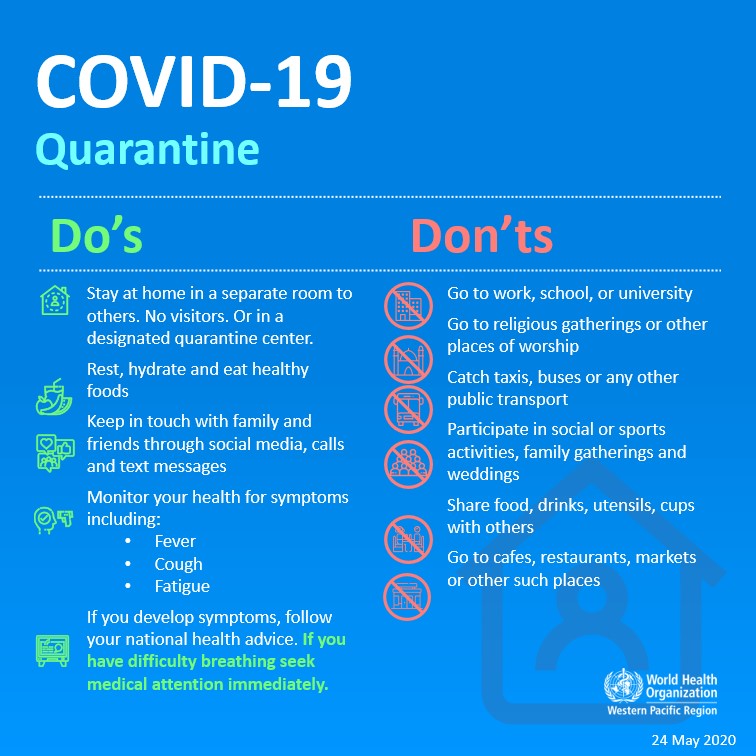 COVID-19
Quarantine
Do's
Stay at home in a separate room to
others. No visitors. Or in a
designated quarantine center.
Rest, hydrate and eat healthy
foods
Keep in touch with family and
friends through social media, calls
and text messages
Monitor your health for symptoms
including:
• Fever
• Cough
• Fatigue
If you develop symptoms, follow
your national health advice. If you
have difficulty breathing seek
medical attention immediately.
Don'ts
Go to work, school, or university
Go to religious gatherings or other
places of worship
Catch taxis, buses or any other
public transport
Participate in social or sports
activities, family gatherings and
weddings
Share food, drinks, utensils, cups
with others
Go to cafes, restaurants, markets
or other such places
World Health
Organization
Western Pacific Region
24 May 2020